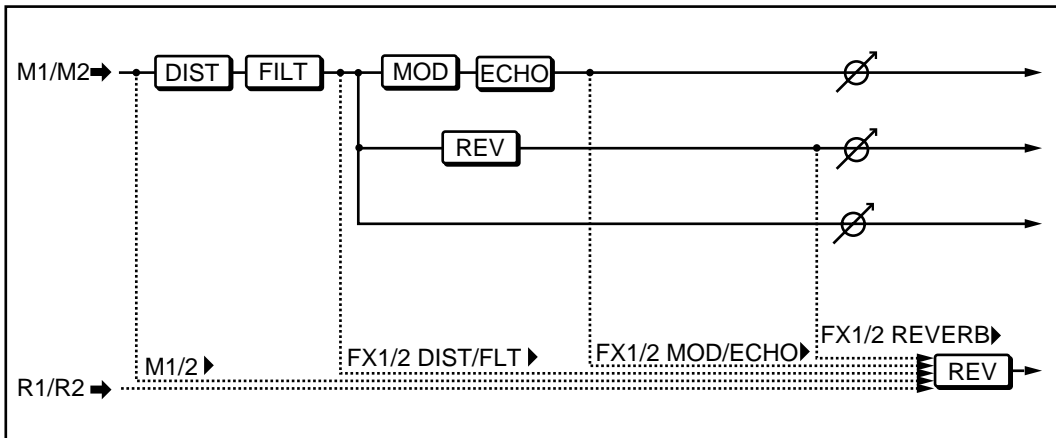 M1/M2 DIST FILT MOD ECHO
REV
FX1/2 REVERB
M1/2 FX1/2 DIST/FLT FX1/2 MOD/ECHO
R1/R2 REV